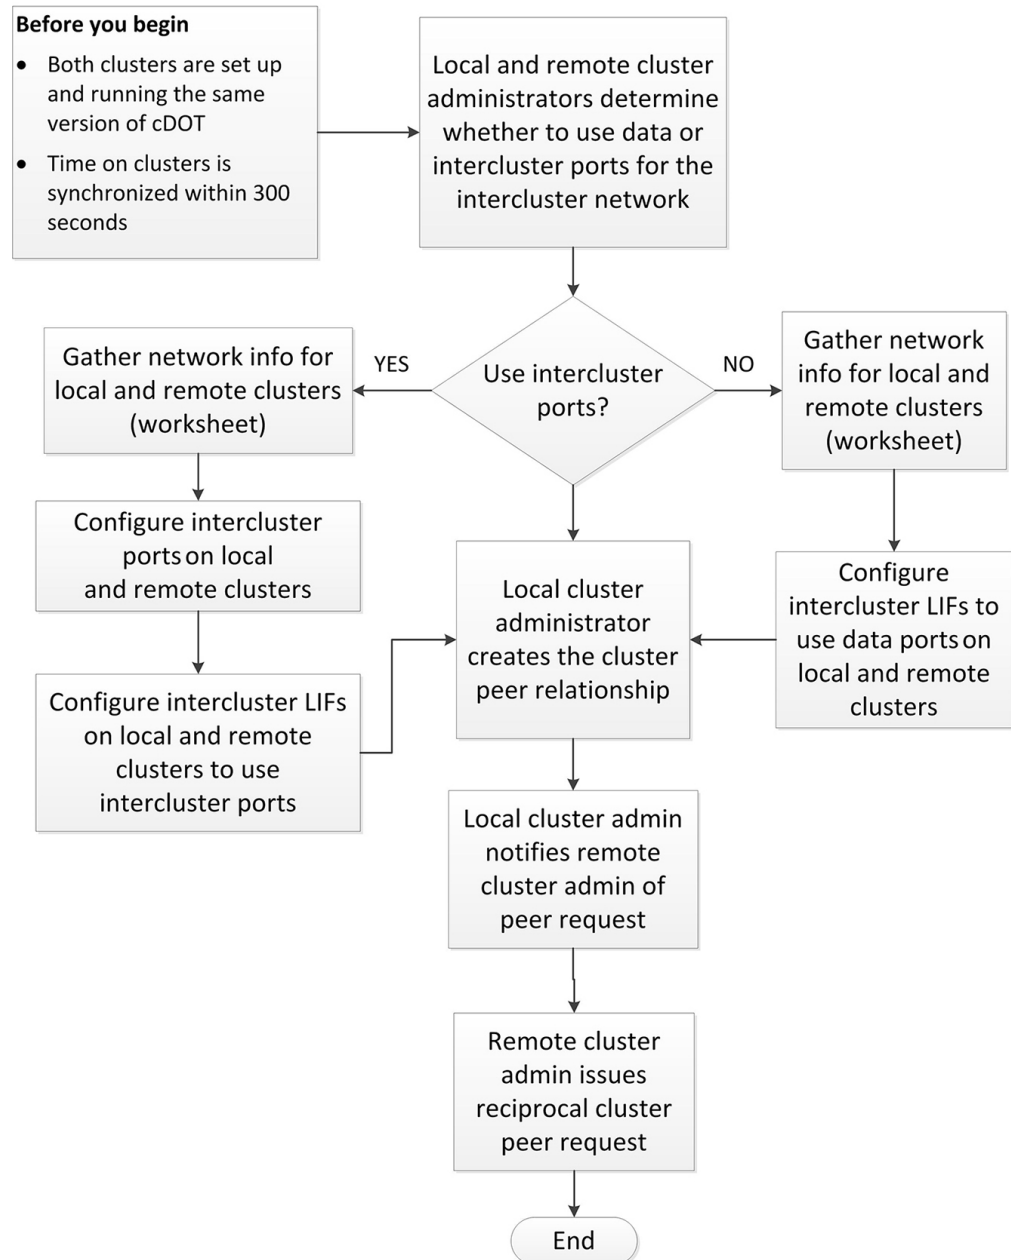 Before you begin
• Both clusters are set up
and running the same
version of cDOT
• Time on clusters is
synchronized within 300
seconds
Local and remote cluster
administrators determine
whether to use data or
intercluster ports for the
intercluster network
Use intercluster
ports?
YES
NO
Gather network info for
local and remote clusters
(worksheet)
Configure intercluster
ports on local
and remote clusters
Configure intercluster LIFs
on local and remote
clusters to use
intercluster ports
Gather network
info for local and
remote clusters
(worksheet)
Configure
intercluster LIFs to
use data ports on
local and remote
clusters
Local cluster
administrator
creates the cluster
peer relationship
Local cluster admin
notifies remote
cluster admin of
peer request
Remote cluster
admin issues
reciprocal cluster
peer request
End